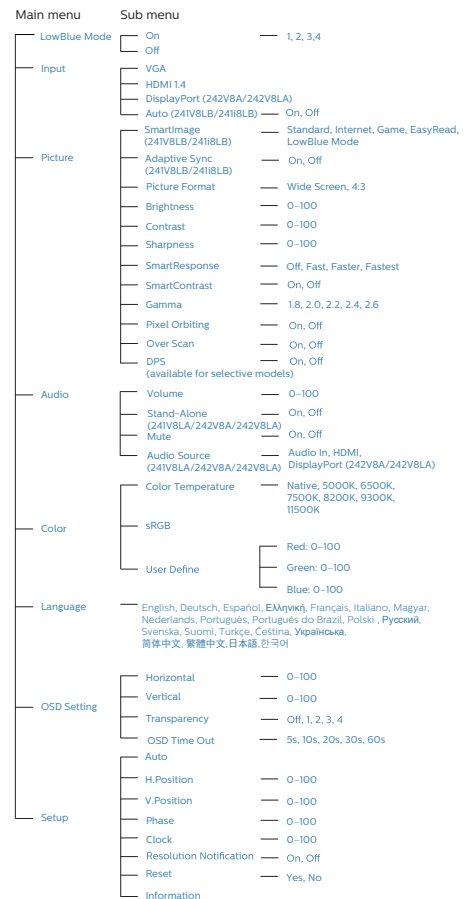 Main menu Sub menu
LowBlue Mode On 1, 2, 3,4
Off
Input VGA
HDMI 1.4
DisplayPort (242V8A/242V8LA)
Auto (241V8LB/241i8LB) On, Off
SmartImage Standard, Internet, Game, EasyRead,
(241V8LB/241i8LB) LowBlue Mode
Picture Adaptive Sync On, Off
(241V8LB/241i8LB)
Picture Format Wide Screen, 4:3
Brightness 0-100
Contrast 0-100
Sharpness 0-100
SmartResponse Off, Fast, Faster, Fastest
SmartContrast On, Off
Gamma 1.8, 2.0, 2.2, 2.4, 2.6
Pixel Orbiting On, Off
Over Scan On, Off
DPS On, Off
(available for selective models)
Audio Volume 0-100
Stand-Alone On, Off
(241V8LA/242V8A/242V8LA)
Mute On, Off
Audio Source Audio In, HDMI,
(241V8LA/242V8A/242V8LA) DisplayPort (242V8A/242V8LA)
Color Temperature Native, 5000K, 6500K,
7500K, 8200K, 9300K,
11500K
Color sRGB
Red: 0-100
User Define Green: 0-100
Blue: 0-100
Language English, Deutsch, Español, Ελληνική, Français, Italiano, Magyar,
Nederlands, Português, Português do Brazil, Polski , Русский,
Svenska, Suomi, Türkçe, Čeština, Українська,
简体中文, 繁體中文,日本語,한국어
Horizontal 0-100
Vertical 0-100
OSD Setting Transparency Off, 1, 2, 3, 4
OSD Time Out 5s, 10s, 20s, 30s, 60s
Auto
H.Position 0-100
V.Position 0-100
Setup Phase 0-100
Clock 0-100
Resolution Notification On, Off
Reset Yes, No
Information